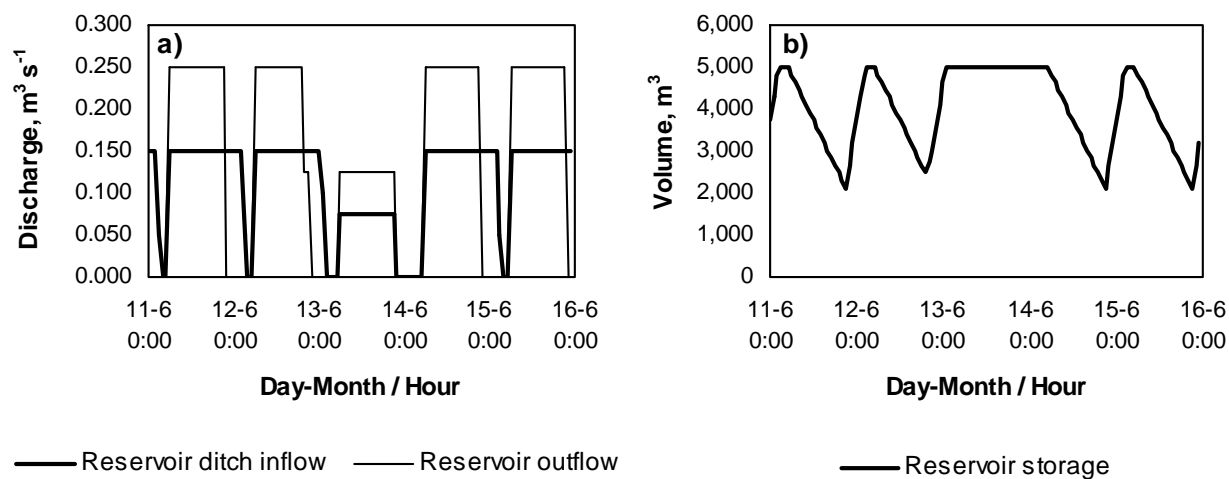 a)
Discharge, m³ s⁻¹
0.300
0.250
0.200
0.150
0.100
0.050
0.000
11-6 12-6 13-6 14-6 15-6 16-6
0:00 0:00 0:00 0:00 0:00 0:00
Day-Month / Hour
Reservoir ditch inflow Reservoir outflow
b)
Volume, m³
6,000
5,000
4,000
3,000
2,000
1,000
0
11-6 12-6 13-6 14-6 15-6 16-6
0:00 0:00 0:00 0:00 0:00 0:00
Day-Month / Hour
Reservoir storage